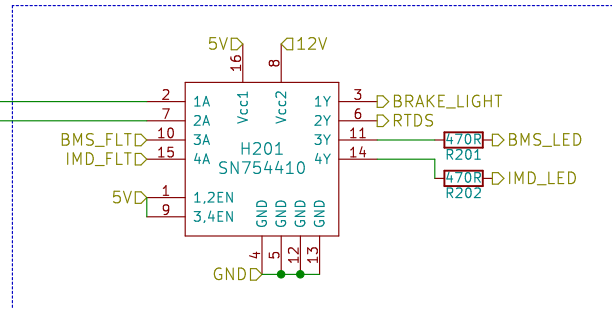 5V 12V
16 8
Vcc1 Vcc2
2 1A 1Y 3 BRAKE_LIGHT
7 2A 2Y 6 RTDS
BMS_FLT 10 3A 3Y 11 470R BMS_LED
R201
IMD_FLT 15 4A 4Y 14
H201
SN754410
470R IMD_LED
R202
5V 1 1,2EN
9 3,4EN
GND GND GND GND
4 5 12 13
GND